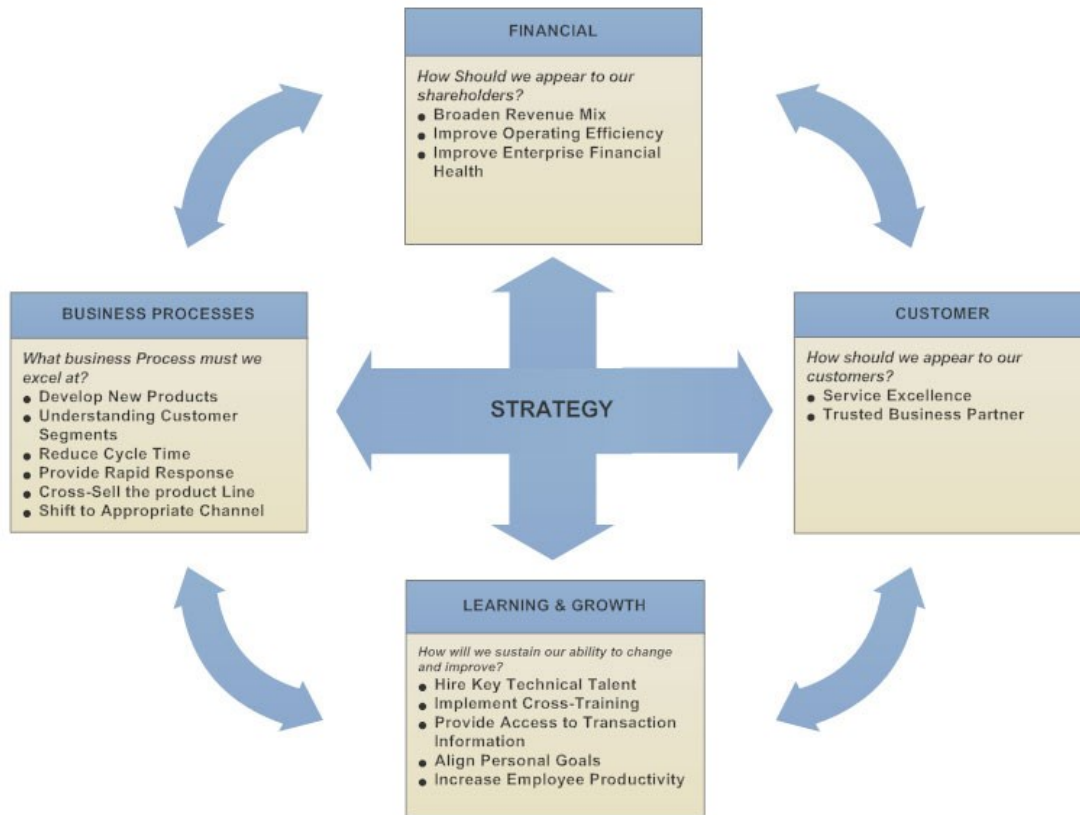 FINANCIAL
How Should we appear to our
shareholders?
● Broaden Revenue Mix
● Improve Operating Efficiency
● Improve Enterprise Financial
Health
BUSINESS PROCESSES
What business Process must we
excel at?
● Develop New Products
● Understanding Customer
Segments
● Reduce Cycle Time
● Provide Rapid Response
● Cross-Sell the product Line
● Shift to Appropriate Channel
STRATEGY
CUSTOMER
How should we appear to our
customers?
● Service Excellence
● Trusted Business Partner
LEARNING & GROWTH
How will we sustain our ability to change
and improve?
● Hire Key Technical Talent
● Implement Cross-Training
● Provide Access to Transaction
Information
● Align Personal Goals
● Increase Employee Productivity